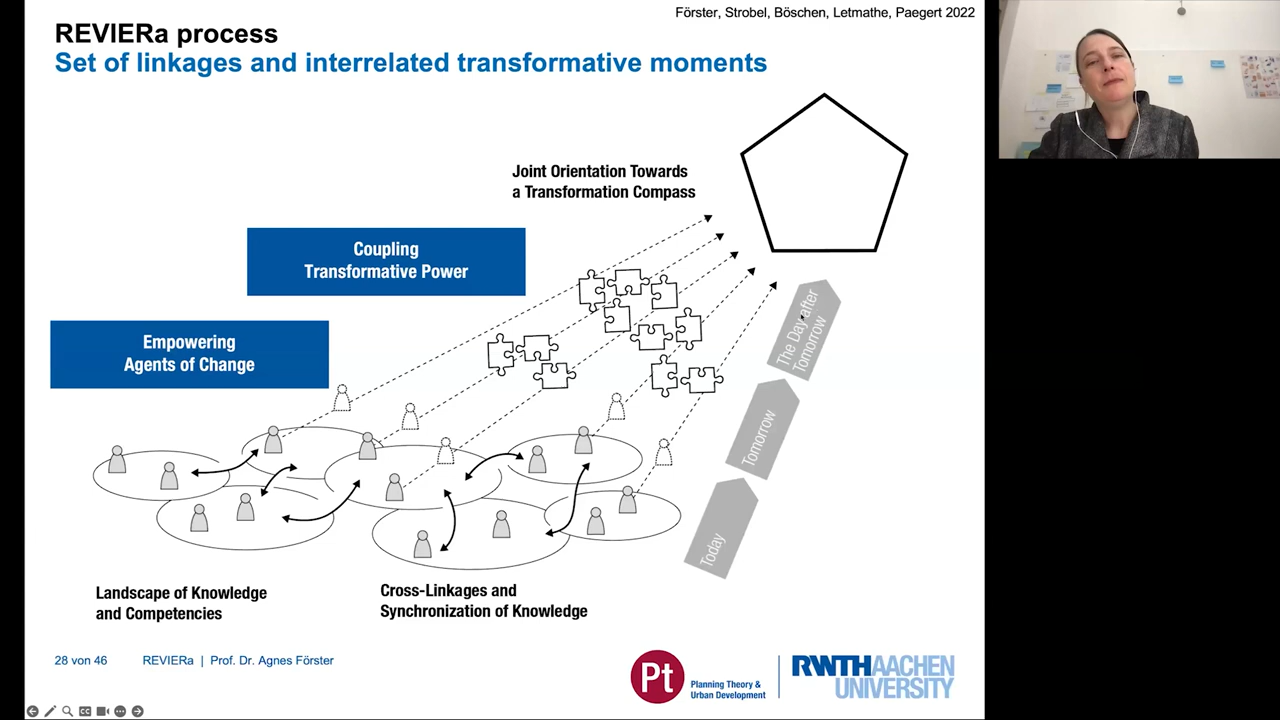 Förster, Strobel, Böschen, Letmathe, Paegert 2022
REVIERa process
Set of linkages and interrelated transformative moments
Joint Orientation Towards
a Transformation Compass
Coupling
Transformative Power
Empowering
Agents of Change
The Day after
Tomorrow
Tomorrow
Today
Landscape of Knowledge
and Competencies
Cross-Linkages and
Synchronization of Knowledge
28 von 46
REVIERa | Prof. Dr. Agnes Förster
Pt
Planning Theory &
Urban Development
RWTHAACHEN
UNIVERSITY